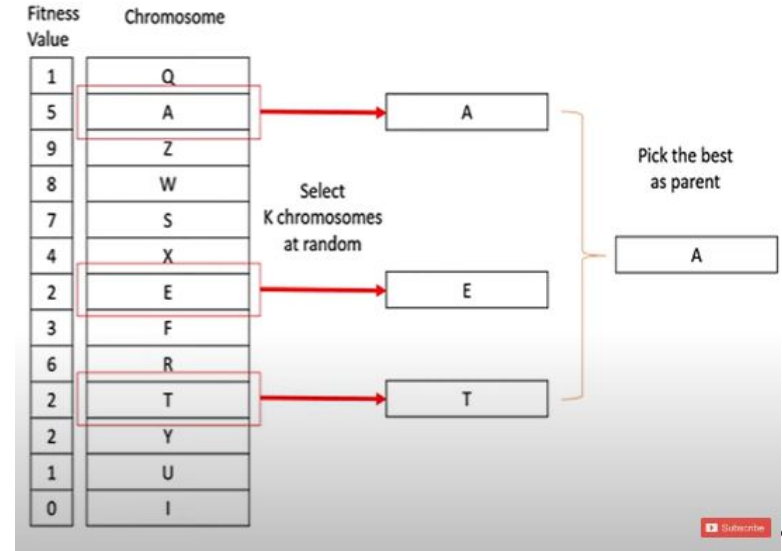 Fitness
Value
Chromosome
1 Q
5 A
9 Z
8 W
7 S
4 X
2 E
3 F
6 R
2 T
2 Y
1 U
0 I
Select
K chromosomes
at random
A
E
T
Pick the best
as parent
A
Subscribe